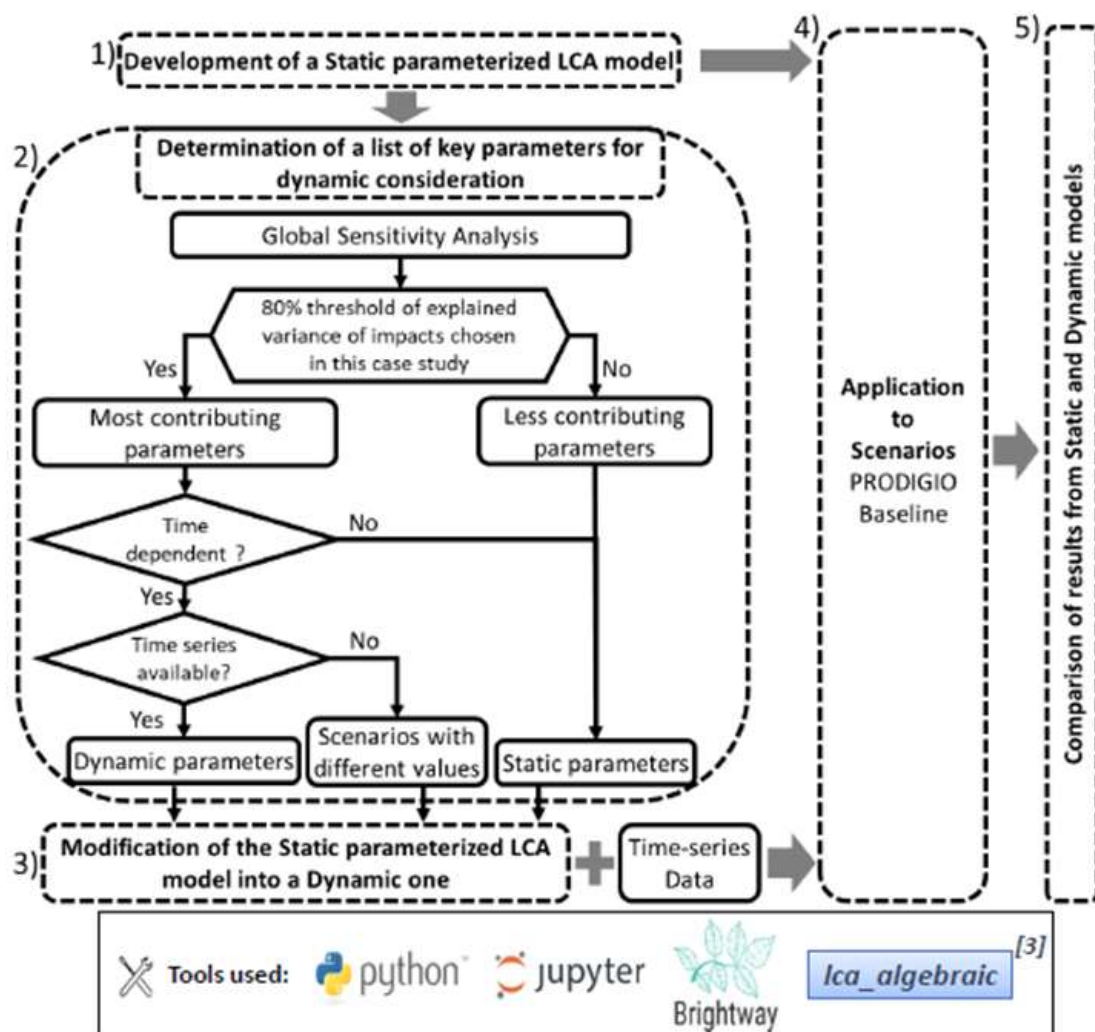 1)
Development of a Static parameterized LCA model
2)
Determination of a list of key parameters for
dynamic consideration
Global Sensitivity Analysis
80% threshold of explained
variance of impacts chosen
in this case study
Yes
No
Most contributing
parameters
Less contributing
parameters
Time
dependent ?
No
Yes
Time series
available?
No
Yes
Dynamic parameters
Scenarios with
different values
Static parameters
3)
Modification of the Static parameterized LCA
model into a Dynamic one
Time-series
Data
4)
Application
to
Scenarios
PRODIGIO
Baseline
5)
Comparison of results from Static and Dynamic models
Tools used:
python
jupyter
Brightway
lca_algebraic
[3]